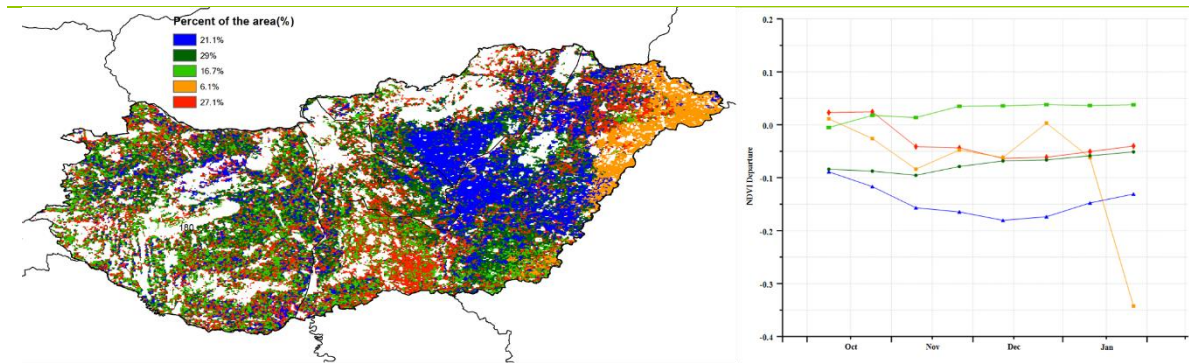 Percent of the area(%)
21.1%
29%
16.7%
6.1%
27.1%
180
0.2
0.1
0.0
-0.1
-0.2
-0.3
-0.4
NDVI Departure
Oct
Nov
Dec
Jan